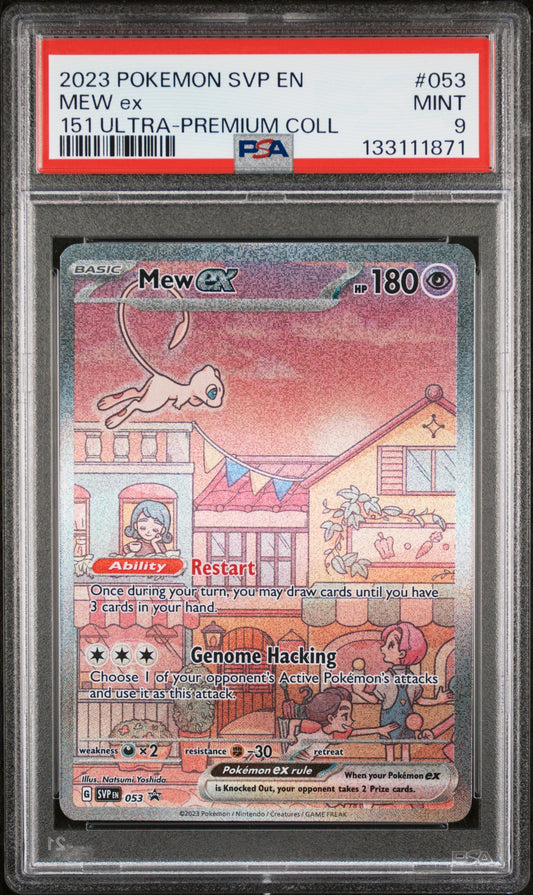 2023 POKEMON SVP EN #053
MEW ex MINT
151 ULTRA-PREMIUM COLL 9
PSA 133111871
BASIC Mew ex HP 180
Ability Restart
Once during your turn, you may draw cards until you have
3 cards in your hand.
Genome Hacking
Choose 1 of your opponent's Active Pokémon's attacks
and use it as this attack.
weakness ×2 resistance -30 retreat
Pokémon ex rule When your Pokémon ex
is Knocked Out, your opponent takes 2 Prize cards.
Illus. Natsumi Yoshida
G SVP EN 053
©2023 Pokémon / Nintendo / Creatures / GAME FREAK
PSA